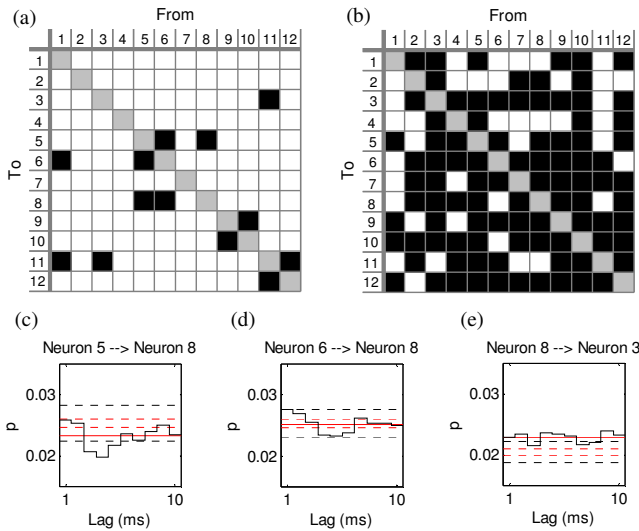 (a)
From
1 2 3 4 5 6 7 8 9 10 11 12
To
1
2
3
4
5
6
7
8
9
10
11
12
(b)
From
1 2 3 4 5 6 7 8 9 10 11 12
To
1
2
3
4
5
6
7
8
9
10
11
12
(c)
Neuron 5 --> Neuron 8
0.03
0.02
p
1 10
Lag (ms)
(d)
Neuron 6 --> Neuron 8
0.03
0.02
p
1 10
Lag (ms)
(e)
Neuron 8 --> Neuron 3
0.03
0.02
p
1 10
Lag (ms)